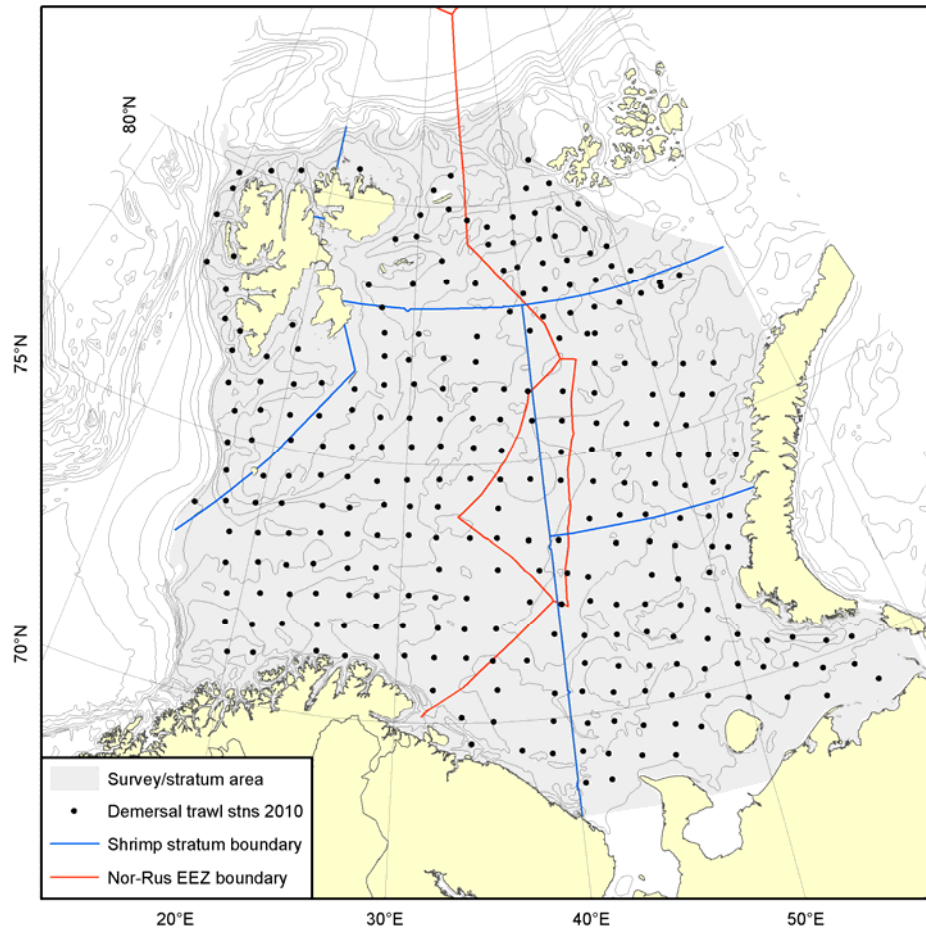 80°N
75°N
70°N
Survey/stratum area
Demersal trawl stns 2010
Shrimp stratum boundary
Nor-Rus EEZ boundary
20°E
30°E
40°E
50°E